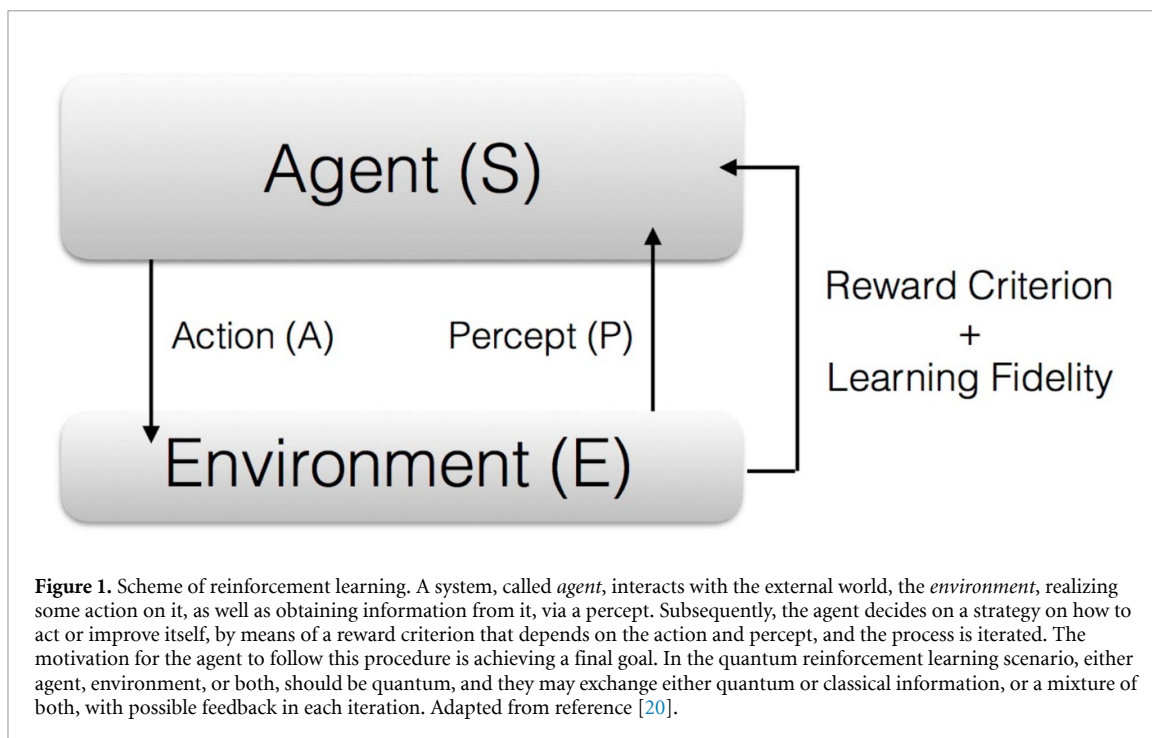 Agent (S)
Action (A)
Percept (P)
Reward Criterion
+
Learning Fidelity
Environment (E)
Figure 1. Scheme of reinforcement learning. A system, called agent, interacts with the external world, the environment, realizing
some action on it, as well as obtaining information from it, via a percept. Subsequently, the agent decides on a strategy on how to
act or improve itself, by means of a reward criterion that depends on the action and percept, and the process is iterated. The
motivation for the agent to follow this procedure is achieving a final goal. In the quantum reinforcement learning scenario, either
agent, environment, or both, should be quantum, and they may exchange either quantum or classical information, or a mixture of
both, with possible feedback in each iteration. Adapted from reference [20].